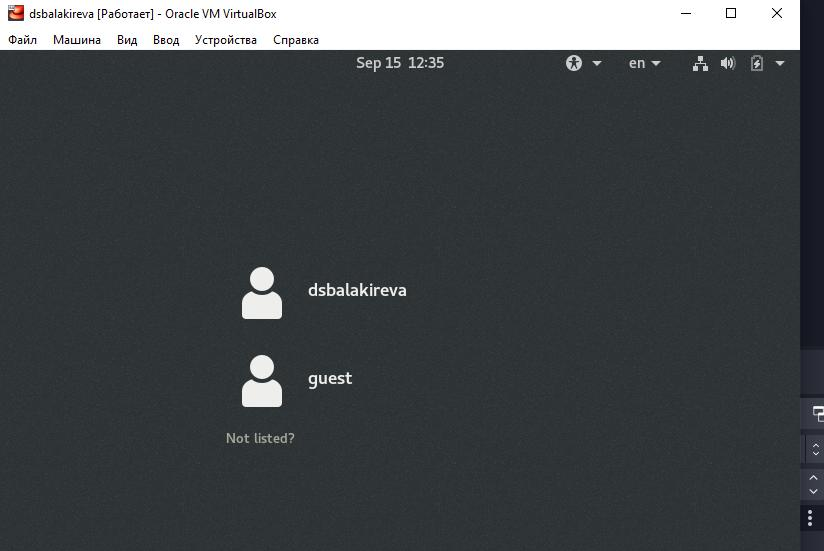 dsbalakireva [Работает] - Oracle VM VirtualBox
Файл Машина Вид Ввод Устройства Справка
Sep 15 12:35 en
dsbalakireva
guest
Not listed?